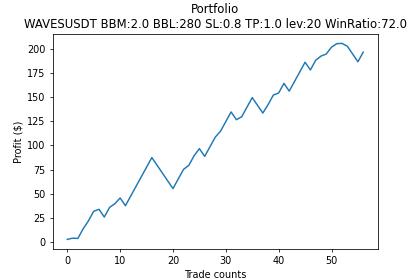 Portfolio
WAVESUSDT BBM:2.0 BBL:280 SL:0.8 TP:1.0 lev:20 WinRatio:72.0
200
175
150
125
100
75
50
25
0
Profit ($)
0 10 20 30 40 50
Trade counts